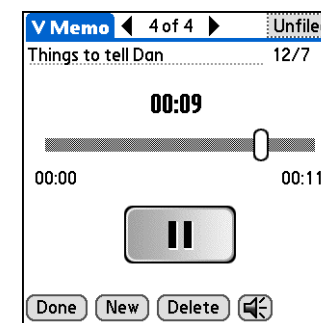 V Memo 4 of 4 Unfile
Things to tell Dan 12/7
00:09
00:00 00:11
Done New Delete